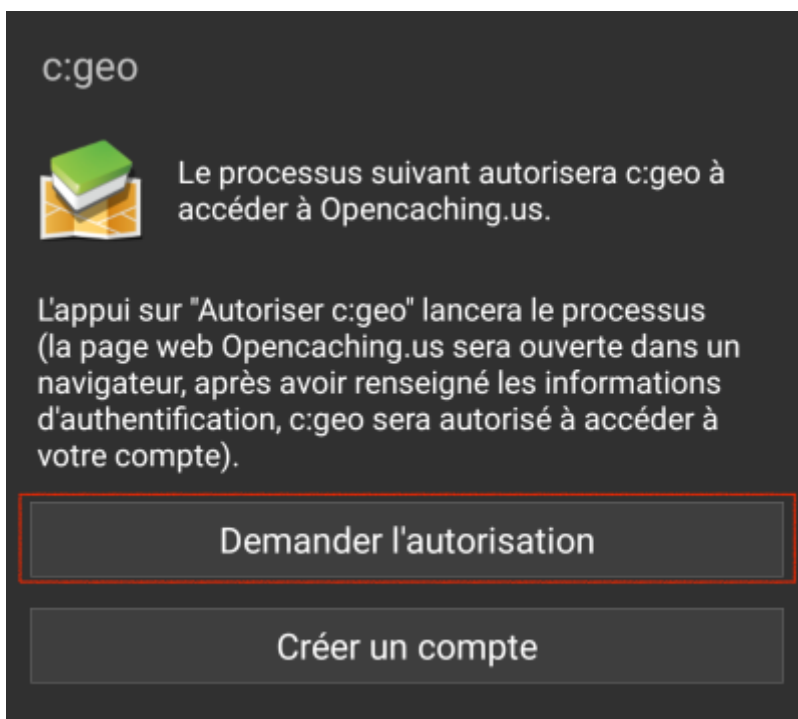 c:geo
Le processus suivant autorisera c:geo à
accéder à Opencaching.us.
L'appui sur "Autoriser c:geo" lancera le processus
(la page web Opencaching.us sera ouverte dans un
navigateur, après avoir renseigné les informations
d'authentification, c:geo sera autorisé à accéder à
votre compte).
Demander l'autorisation
Créer un compte